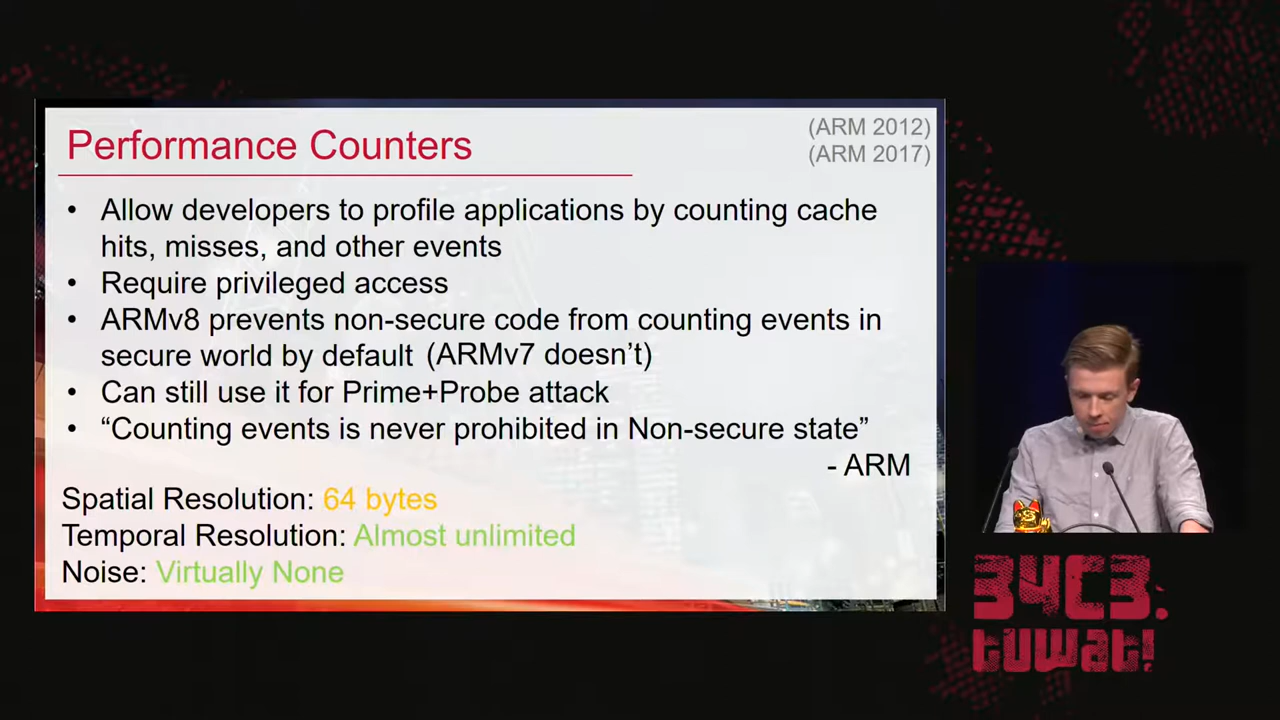 Performance Counters
(ARM 2012)
(ARM 2017)
• Allow developers to profile applications by counting cache
hits, misses, and other events
• Require privileged access
• ARMv8 prevents non-secure code from counting events in
secure world by default (ARMv7 doesn’t)
• Can still use it for Prime+Probe attack
• “Counting events is never prohibited in Non-secure state”
- ARM
Spatial Resolution: 64 bytes
Temporal Resolution: Almost unlimited
Noise: Virtually None
34C3.
tuwat!